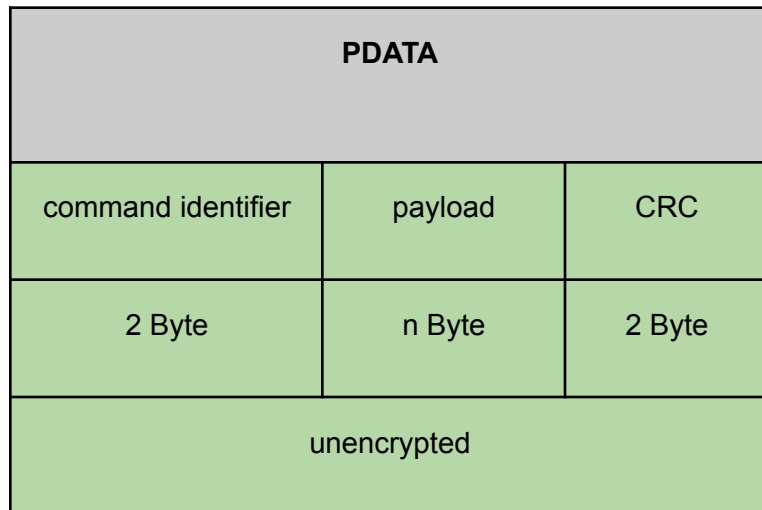 PDATA
command identifier
payload
CRC
2 Byte
n Byte
2 Byte
unencrypted